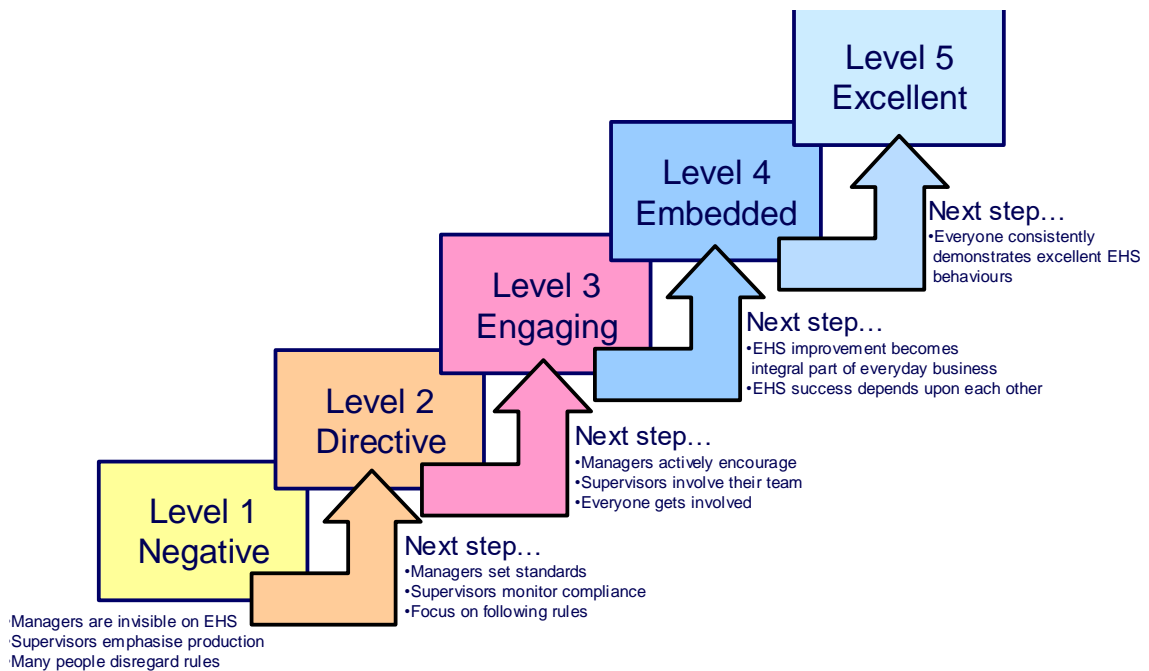 Level 5
Excellent
Level 4
Embedded
Next step…
•Everyone consistently
demonstrates excellent EHS
behaviours
Level 3
Engaging
Next step…
•EHS improvement becomes
integral part of everyday business
•EHS success depends upon each other
Level 2
Directive
Next step…
•Managers actively encourage
•Supervisors involve their team
•Everyone gets involved
Level 1
Negative
Next step…
•Managers set standards
•Supervisors monitor compliance
•Focus on following rules
•Managers are invisible on EHS
•Supervisors emphasise production
•Many people disregard rules